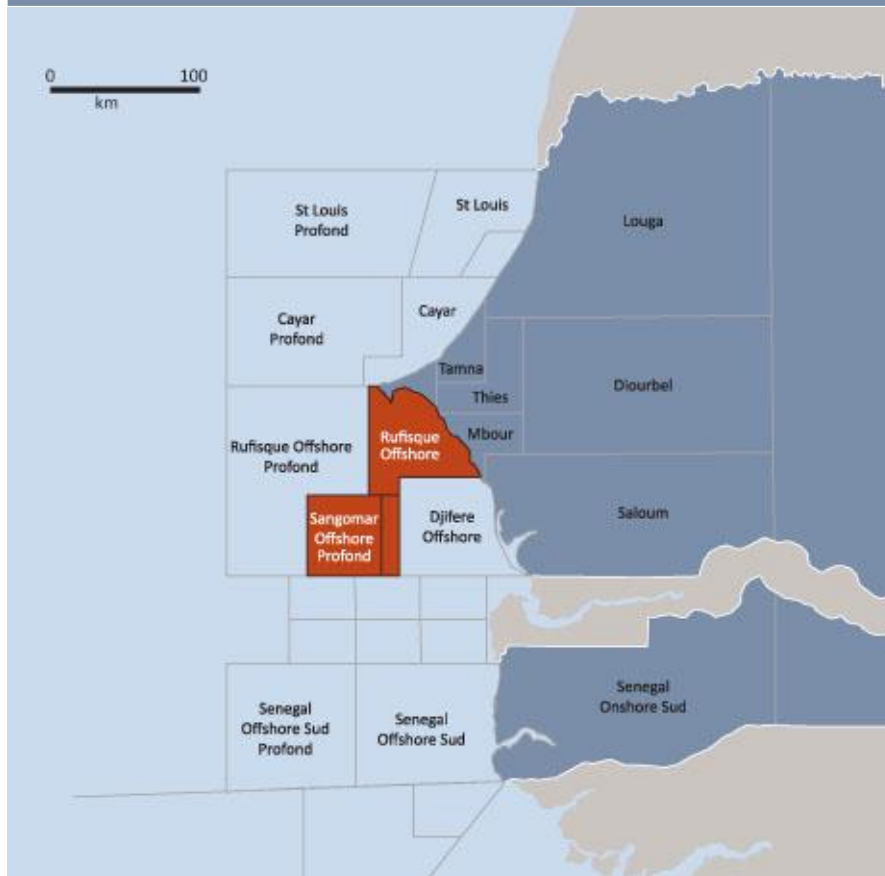 0 100
km
St Louis
Profond
St Louis
Louga
Cayar
Profond
Cayar
Tamna
Thies
Diourbel
Mbour
Rufisque Offshore
Profond
Rufisque
Offshore
Sangomar
Offshore
Profond
Djifere
Offshore
Saloum
Senegal
Offshore Sud
Profond
Senegal
Offshore Sud
Senegal
Onshore Sud